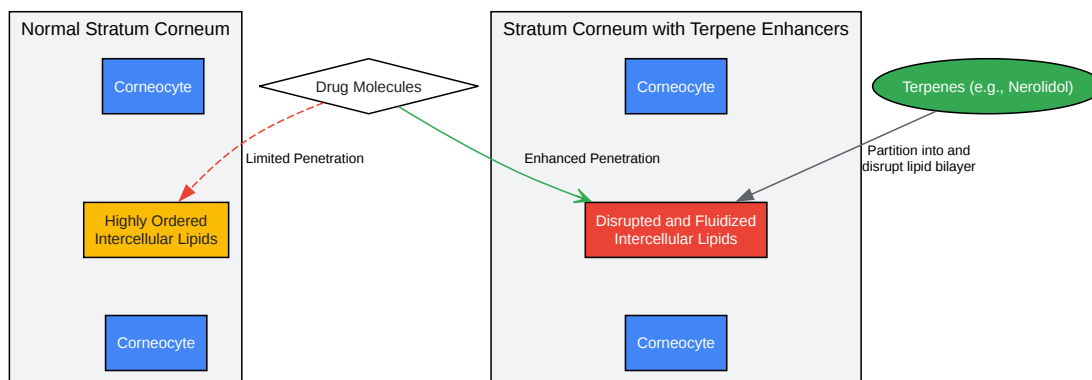 Normal Stratum Corneum
Corneocyte
Highly Ordered
Intercellular Lipids
Corneocyte
Drug Molecules
Limited Penetration
Enhanced Penetration
Stratum Corneum with Terpene Enhancers
Corneocyte
Disrupted and Fluidized
Intercellular Lipids
Corneocyte
Terpenes (e.g., Nerolidol)
Partition into and
disrupt lipid bilayer